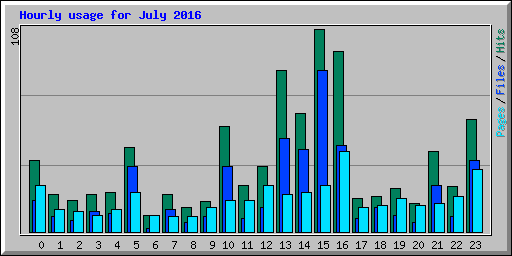 Hourly usage for July 2016
108
Pages/Files/Hits
0 1 2 3 4 5 6 7 8 9 10 11 12 13 14 15 16 17 18 19 20 21 22 23